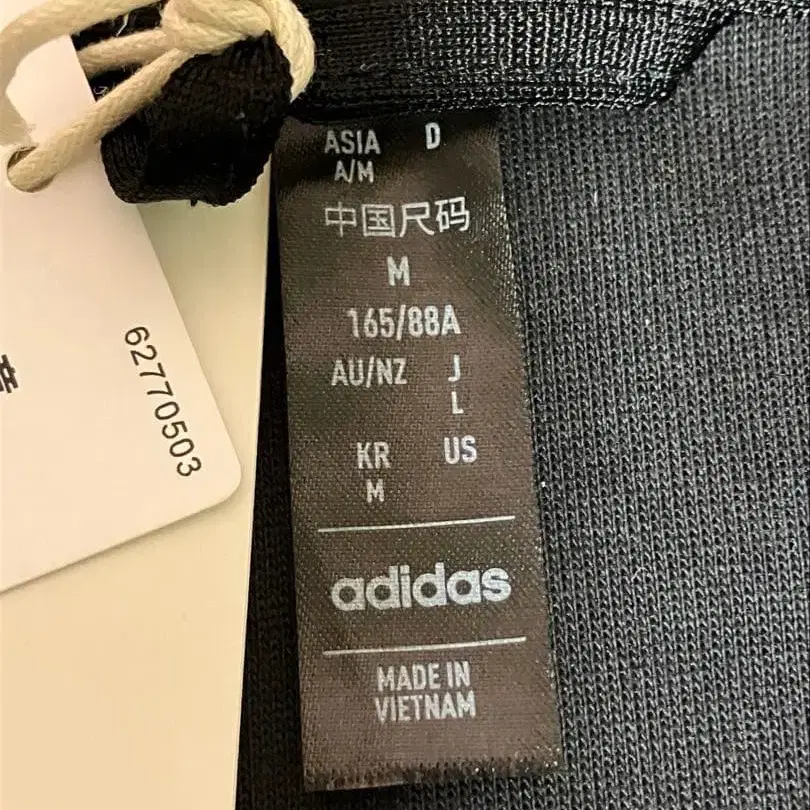 ASIA D
A/M
中国尺码
M
165/88A
AU/NZ J
L
KR US
M
adidas
MADE IN
VIETNAM
62770503